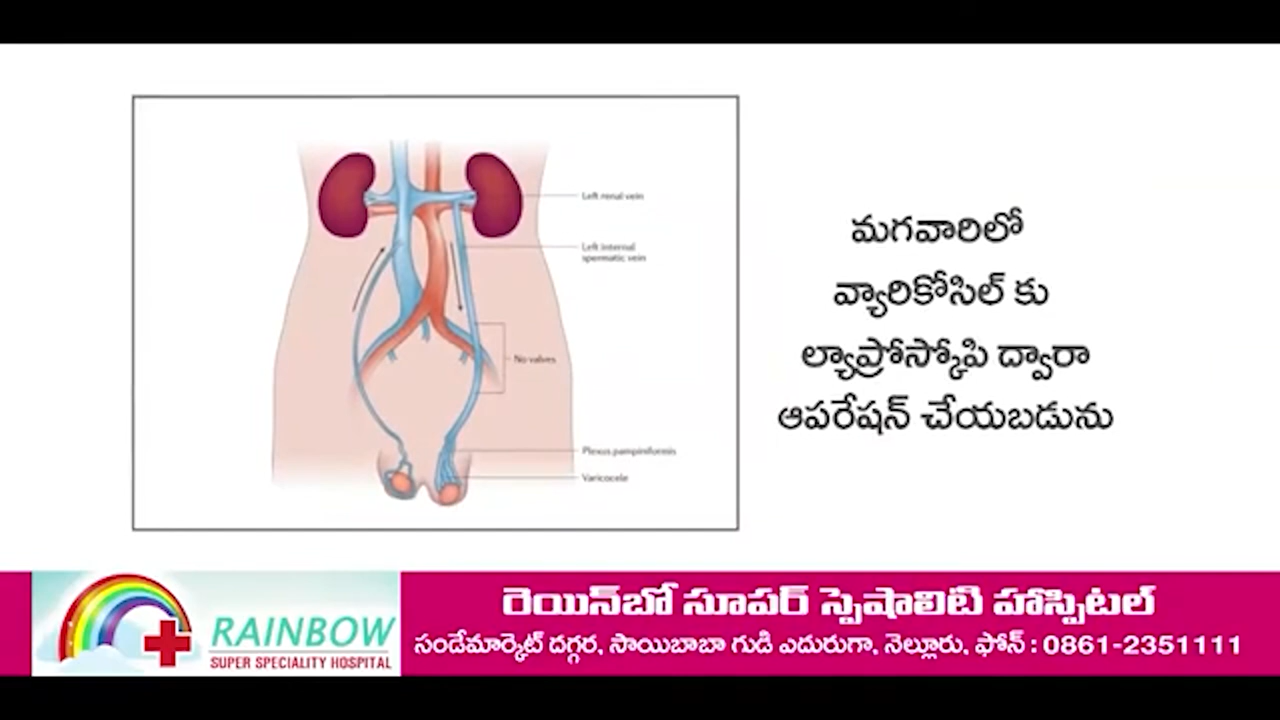 Left renal vein
Left internal
spermatic vein
No valves
Plexus pampiniformis
Varicocele
మగవారిలో
వ్యారికోసిల్ కు
ల్యాప్రోస్కోపి ద్వారా
ఆపరేషన్ చేయబడును
RAINBOW
SUPER SPECIALITY HOSPITAL
రెయిన్‌బో సూపర్ స్పెషాలిటి హాస్పిటల్
సండేమార్కెట్ దగ్గర, సాయిబాబా గుడి ఎదురుగా, నెల్లూరు, ఫోన్ : 0861-2351111